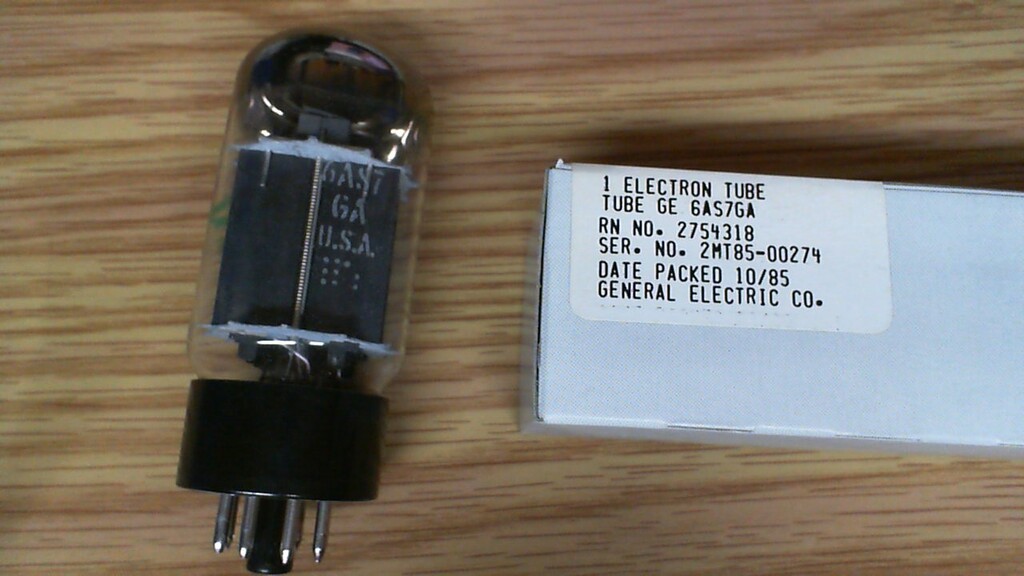 6AS7
GA
U.S.A.
1 ELECTRON TUBE
TUBE GE 6AS7GA
RN NO. 2754318
SER. NO. 2MT85-00274
DATE PACKED 10/85
GENERAL ELECTRIC CO.